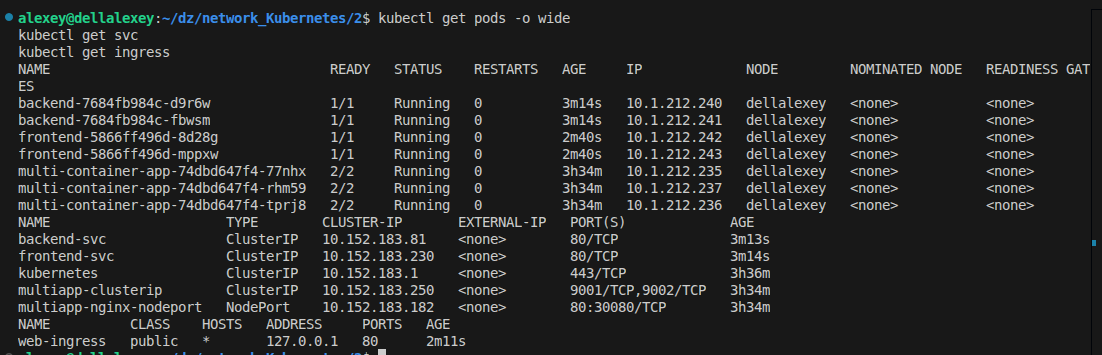 alexey@dellalexey:~/dz/network_Kubernetes/2$ kubectl get pods -o wide
kubectl get svc
kubectl get ingress
NAME READY STATUS RESTARTS AGE IP NODE NOMINATED NODE READINESS GAT
ES
backend-7684fb984c-d9r6w 1/1 Running 0 3m14s 10.1.212.240 dellalexey <none> <none>
backend-7684fb984c-fbwsm 1/1 Running 0 3m14s 10.1.212.241 dellalexey <none> <none>
frontend-5866ff496d-8d28g 1/1 Running 0 2m40s 10.1.212.242 dellalexey <none> <none>
frontend-5866ff496d-mppxw 1/1 Running 0 2m40s 10.1.212.243 dellalexey <none> <none>
multi-container-app-74dbd647f4-77nhx 2/2 Running 0 3h34m 10.1.212.235 dellalexey <none> <none>
multi-container-app-74dbd647f4-rhm59 2/2 Running 0 3h34m 10.1.212.237 dellalexey <none> <none>
multi-container-app-74dbd647f4-tprj8 2/2 Running 0 3h34m 10.1.212.236 dellalexey <none> <none>
NAME TYPE CLUSTER-IP EXTERNAL-IP PORT(S) AGE
backend-svc ClusterIP 10.152.183.81 <none> 80/TCP 3m13s
frontend-svc ClusterIP 10.152.183.230 <none> 80/TCP 3m14s
kubernetes ClusterIP 10.152.183.1 <none> 443/TCP 3h36m
multiapp-clusterip ClusterIP 10.152.183.250 <none> 9001/TCP,9002/TCP 3h34m
multiapp-nginx-nodeport NodePort 10.152.183.182 <none> 80:30080/TCP 3h34m
NAME CLASS HOSTS ADDRESS PORTS AGE
web-ingress public * 127.0.0.1 80 2m11s
alexey@dellalexey:~/dz/network_Kubernetes/2$